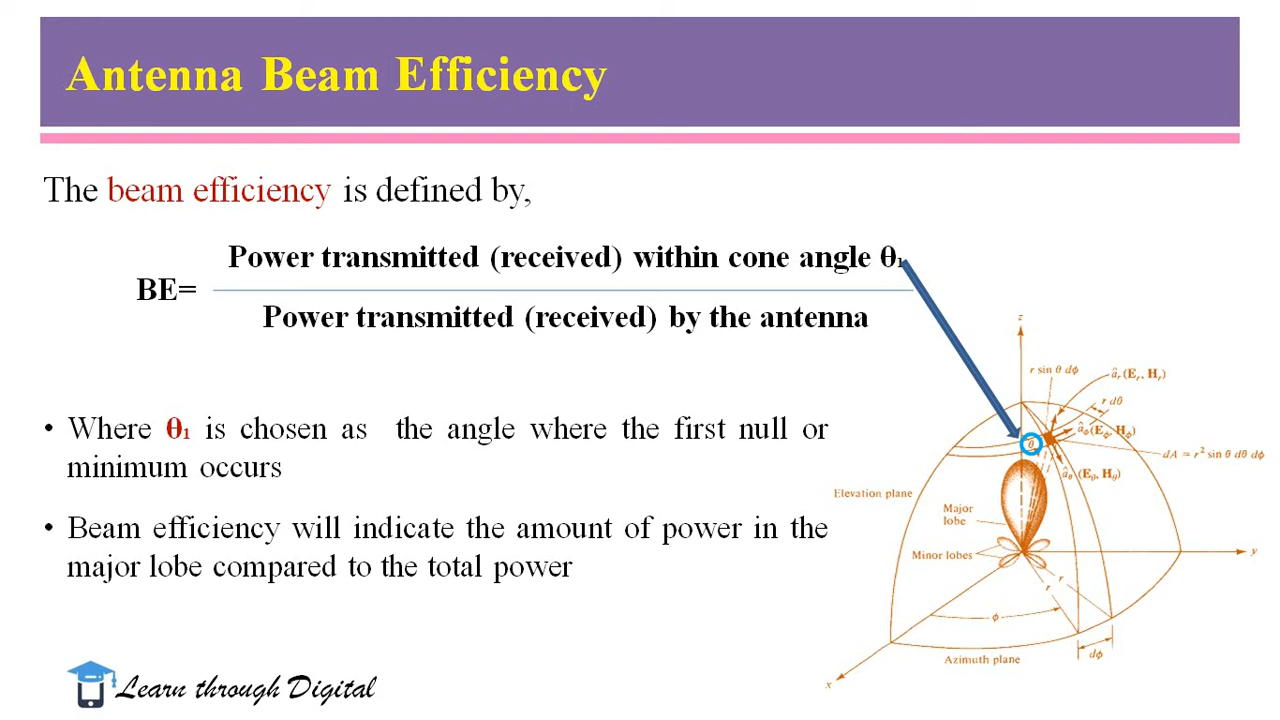 Antenna Beam Efficiency
The beam efficiency is defined by,
Power transmitted (received) within cone angle θ₁
BE=
Power transmitted (received) by the antenna
• Where θ₁ is chosen as the angle where the first null or
minimum occurs
• Beam efficiency will indicate the amount of power in the
major lobe compared to the total power
z
r sin θ dϕ
âᵣ (Eᵣ, Hᵣ)
r dθ
â_ϕ (E_ϕ, H_ϕ)
θ
dA = r² sin θ dθ dϕ
â_θ (E_θ, H_θ)
Elevation plane
Major
lobe
Minor lobes
y
r
r
ϕ
dϕ
Azimuth plane
x
Learn through Digital